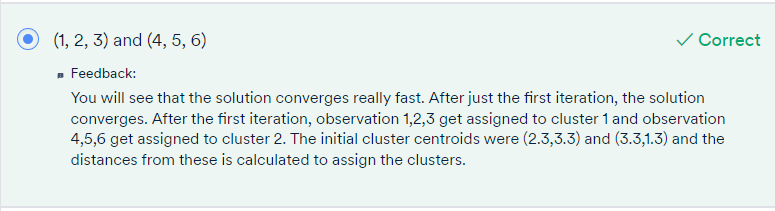 (1, 2, 3) and (4, 5, 6)
Correct
Feedback:
You will see that the solution converges really fast. After just the first iteration, the solution
converges. After the first iteration, observation 1,2,3 get assigned to cluster 1 and observation
4,5,6 get assigned to cluster 2. The initial cluster centroids were (2.3,3.3) and (3.3,1.3) and the
distances from these is calculated to assign the clusters.